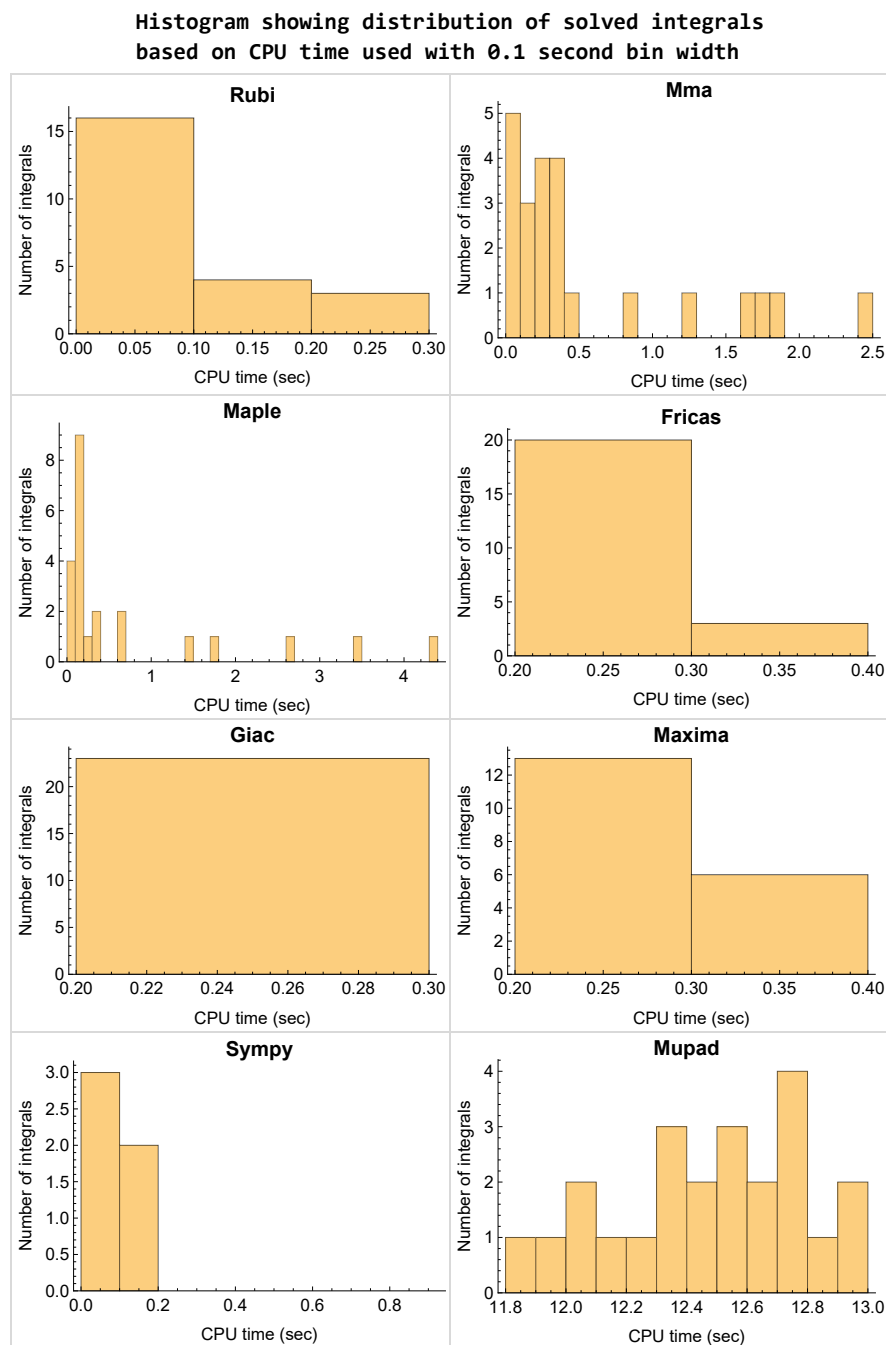 Histogram showing distribution of solved integrals
based on CPU time used with 0.1 second bin width
Rubi
Number of integrals
15
10
5
0
0.00 0.05 0.10 0.15 0.20 0.25 0.30
CPU time (sec)
Mma
Number of integrals
5
4
3
2
1
0
0.0 0.5 1.0 1.5 2.0 2.5
CPU time (sec)
Maple
Number of integrals
8
6
4
2
0
0 1 2 3 4
CPU time (sec)
Fricas
Number of integrals
20
15
10
5
0
0.20 0.25 0.30 0.35 0.40
CPU time (sec)
Giac
Number of integrals
20
15
10
5
0
0.20 0.22 0.24 0.26 0.28 0.30
CPU time (sec)
Maxima
Number of integrals
12
10
8
6
4
2
0
0.20 0.25 0.30 0.35 0.40
CPU time (sec)
Sympy
Number of integrals
3.0
2.5
2.0
1.5
1.0
0.5
0.0
0.0 0.2 0.4 0.6 0.8
CPU time (sec)
Mupad
Number of integrals
4
3
2
1
0
11.8 12.0 12.2 12.4 12.6 12.8 13.0
CPU time (sec)